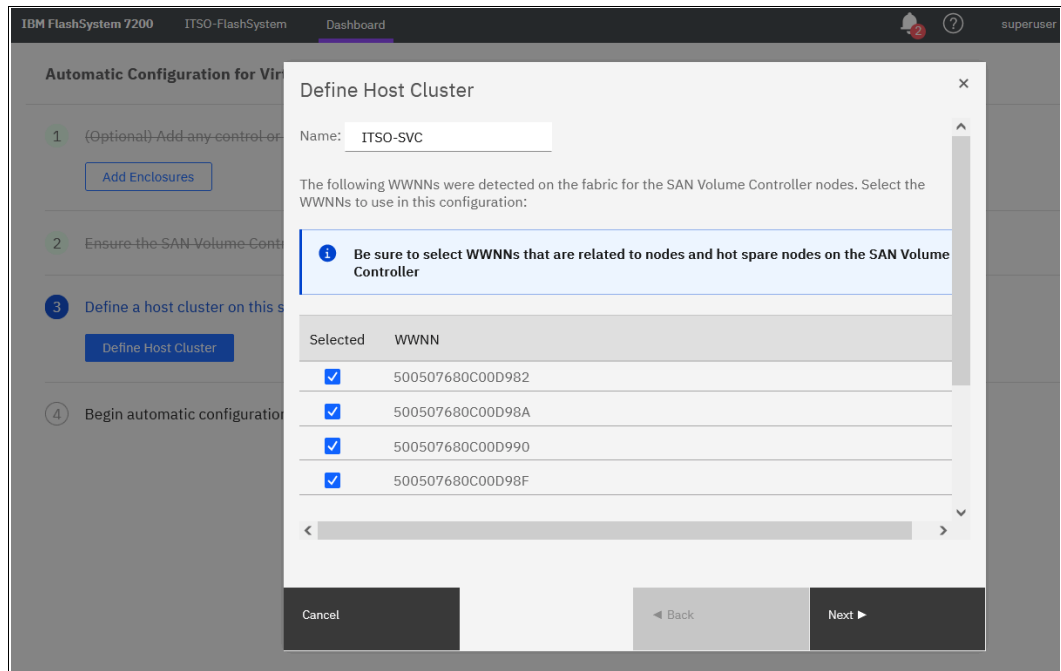 IBM FlashSystem 7200 ITSO-FlashSystem Dashboard 2 superuser
Automatic Configuration for Virt
1 (Optional) Add any control or
Add Enclosures
2 Ensure the SAN Volume Contr
3 Define a host cluster on this s
Define Host Cluster
4 Begin automatic configuration
Define Host Cluster
Name: ITSO-SVC
The following WWNNs were detected on the fabric for the SAN Volume Controller nodes. Select the
WWNNs to use in this configuration:
Be sure to select WWNNs that are related to nodes and hot spare nodes on the SAN Volume
Controller
Selected WWNN
500507680C00D982
500507680C00D98A
500507680C00D990
500507680C00D98F
Cancel Back Next